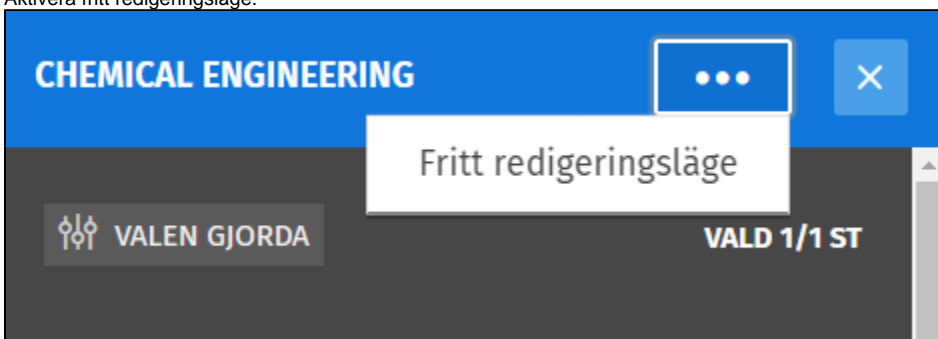 Aktivera fritt redigeringsläge.
CHEMICAL ENGINEERING
Fritt redigeringsläge
VALEN GJORDA
VALD 1/1 ST